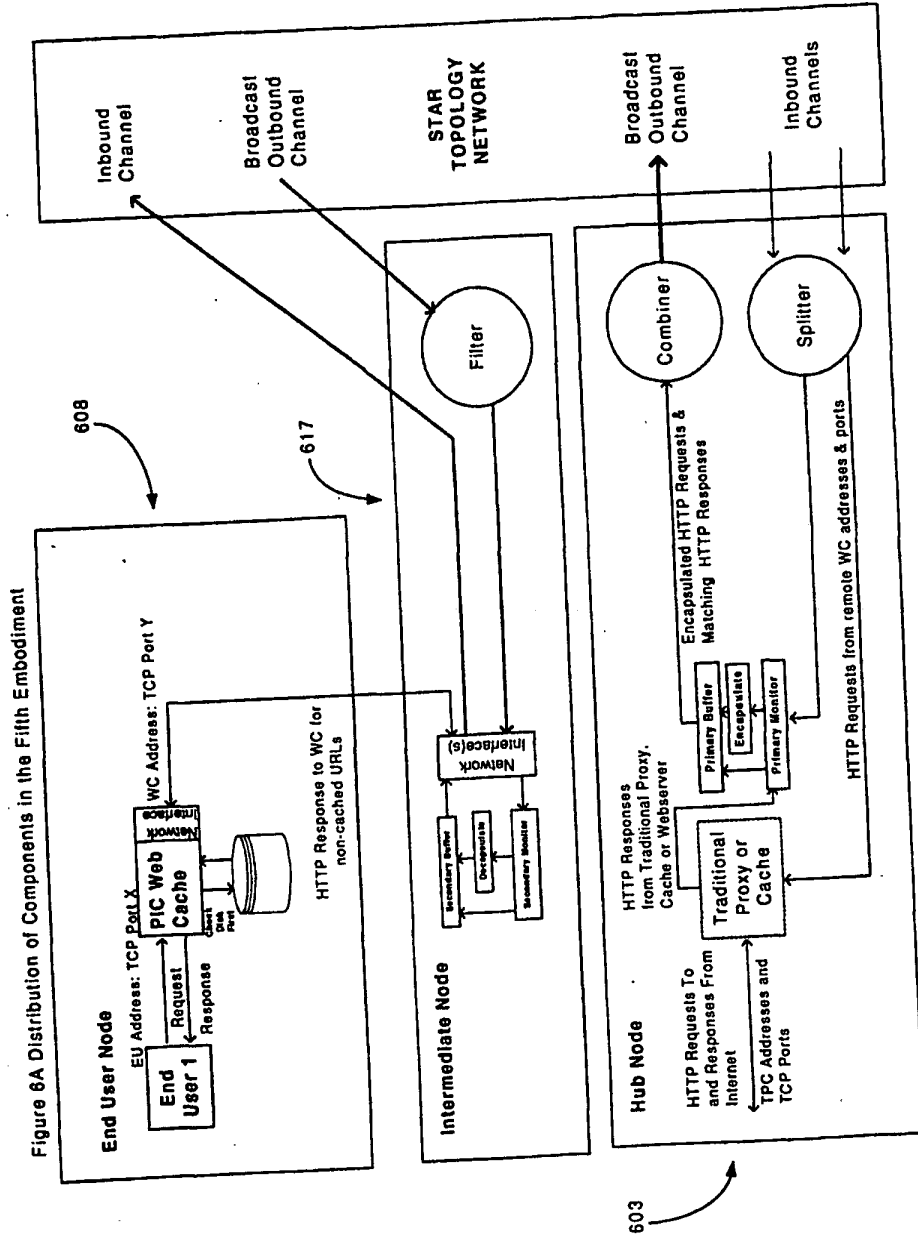 Figure 6A Distribution of Components in the Fifth Embodiment
608
End User Node
EU Address: TCP Port X
WC Address: TCP Port Y
End
User 1
Request
Response
PIC Web
Cache
Network
Interface
Check
Disk
First
HTTP Response to WC for
non-cached URLs
617
Intermediate Node
Secondary Buffer
Decapsulate
Secondary Monitor
Network
Interface(s)
Filter
Inbound
Channel
Broadcast
Outbound
Channel
STAR
TOPOLOGY
NETWORK
Broadcast
Outbound
Channel
Inbound
Channels
603
Hub Node
HTTP Requests To
and Responses From
Internet
TPC Addresses and
TCP Ports
HTTP Responses
from Traditional Proxy,
Cache or Webserver
Traditional
Proxy or
Cache
Primary Buffer
Encapsulate
Primary Monitor
Encapsulated HTTP Requests &
Matching HTTP Responses
HTTP Requests from remote WC addresses & ports
Combiner
Splitter